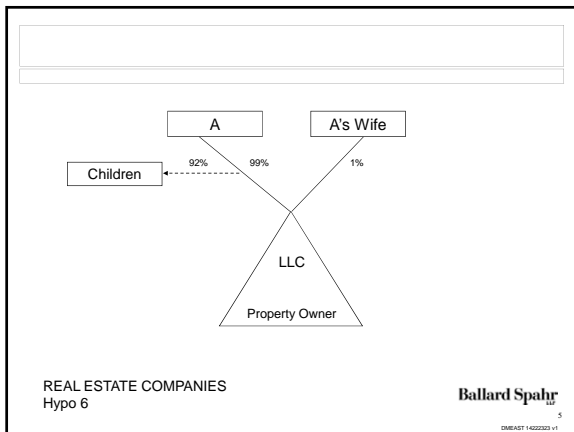 A
A's Wife
92%
99%
1%
Children
LLC
Property Owner
REAL ESTATE COMPANIES
Hypo 6
Ballard Spahr
LLP
5
DMEAST 14222323 v1